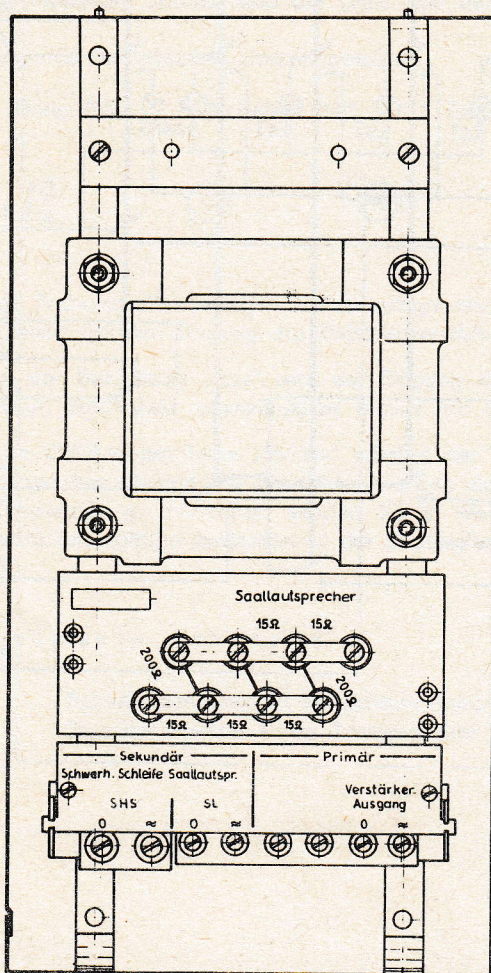 Saallautsprecher
15Ω 15Ω
200Ω
200Ω
15Ω 15Ω 15Ω
Sekundär Primär
Schwerh. Schleife Saallautspr.
Verstärker.
Ausgang
SHS SL
0 ≈ 0 ≈ 0 ≈